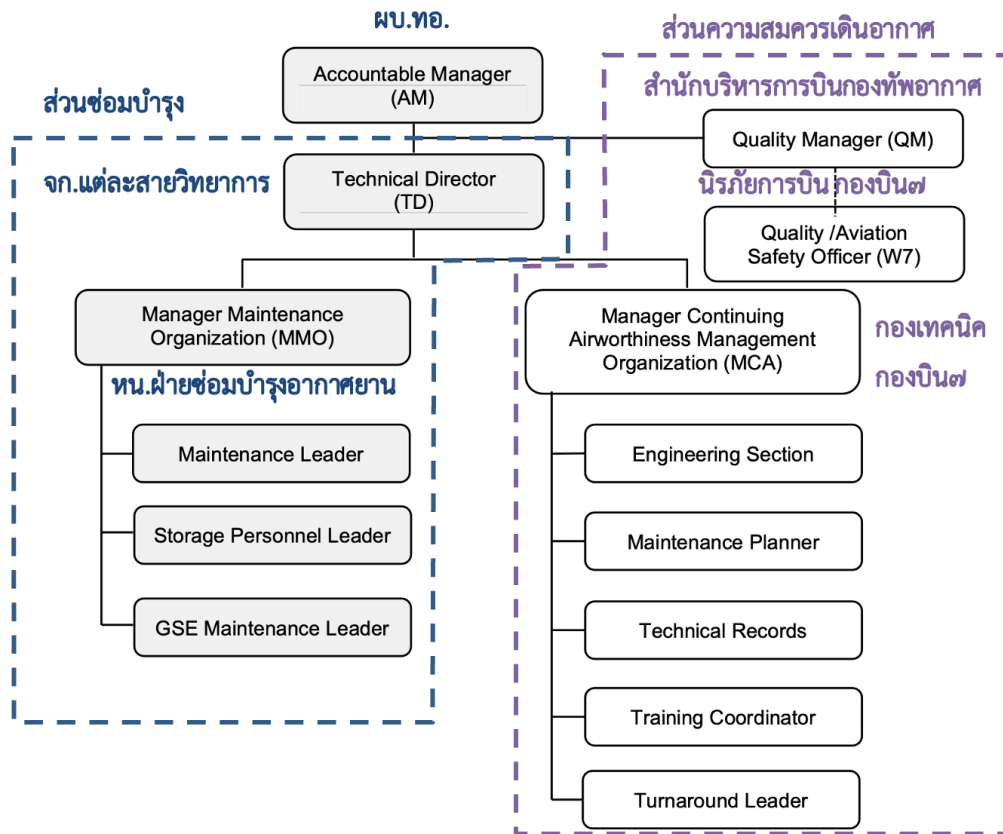 ผบ.ทอ.
ส่วนความสมควรเดินอากาศ
Accountable Manager
(AM)
สำนักบริหารการบินกองทัพอากาศ
ส่วนซ่อมบำรุง
Quality Manager (QM)
จก.แต่ละสายวิทยาการ
Technical Director
(TD)
นิรภัยการบิน กองบิน๗
Quality /Aviation
Safety Officer (W7)
Manager Maintenance
Organization (MMO)
Manager Continuing
Airworthiness Management
Organization (MCA)
กองเทคนิค
กองบิน๗
หน.ฝ่ายซ่อมบำรุงอากาศยาน
Maintenance Leader
Storage Personnel Leader
GSE Maintenance Leader
Engineering Section
Maintenance Planner
Technical Records
Training Coordinator
Turnaround Leader